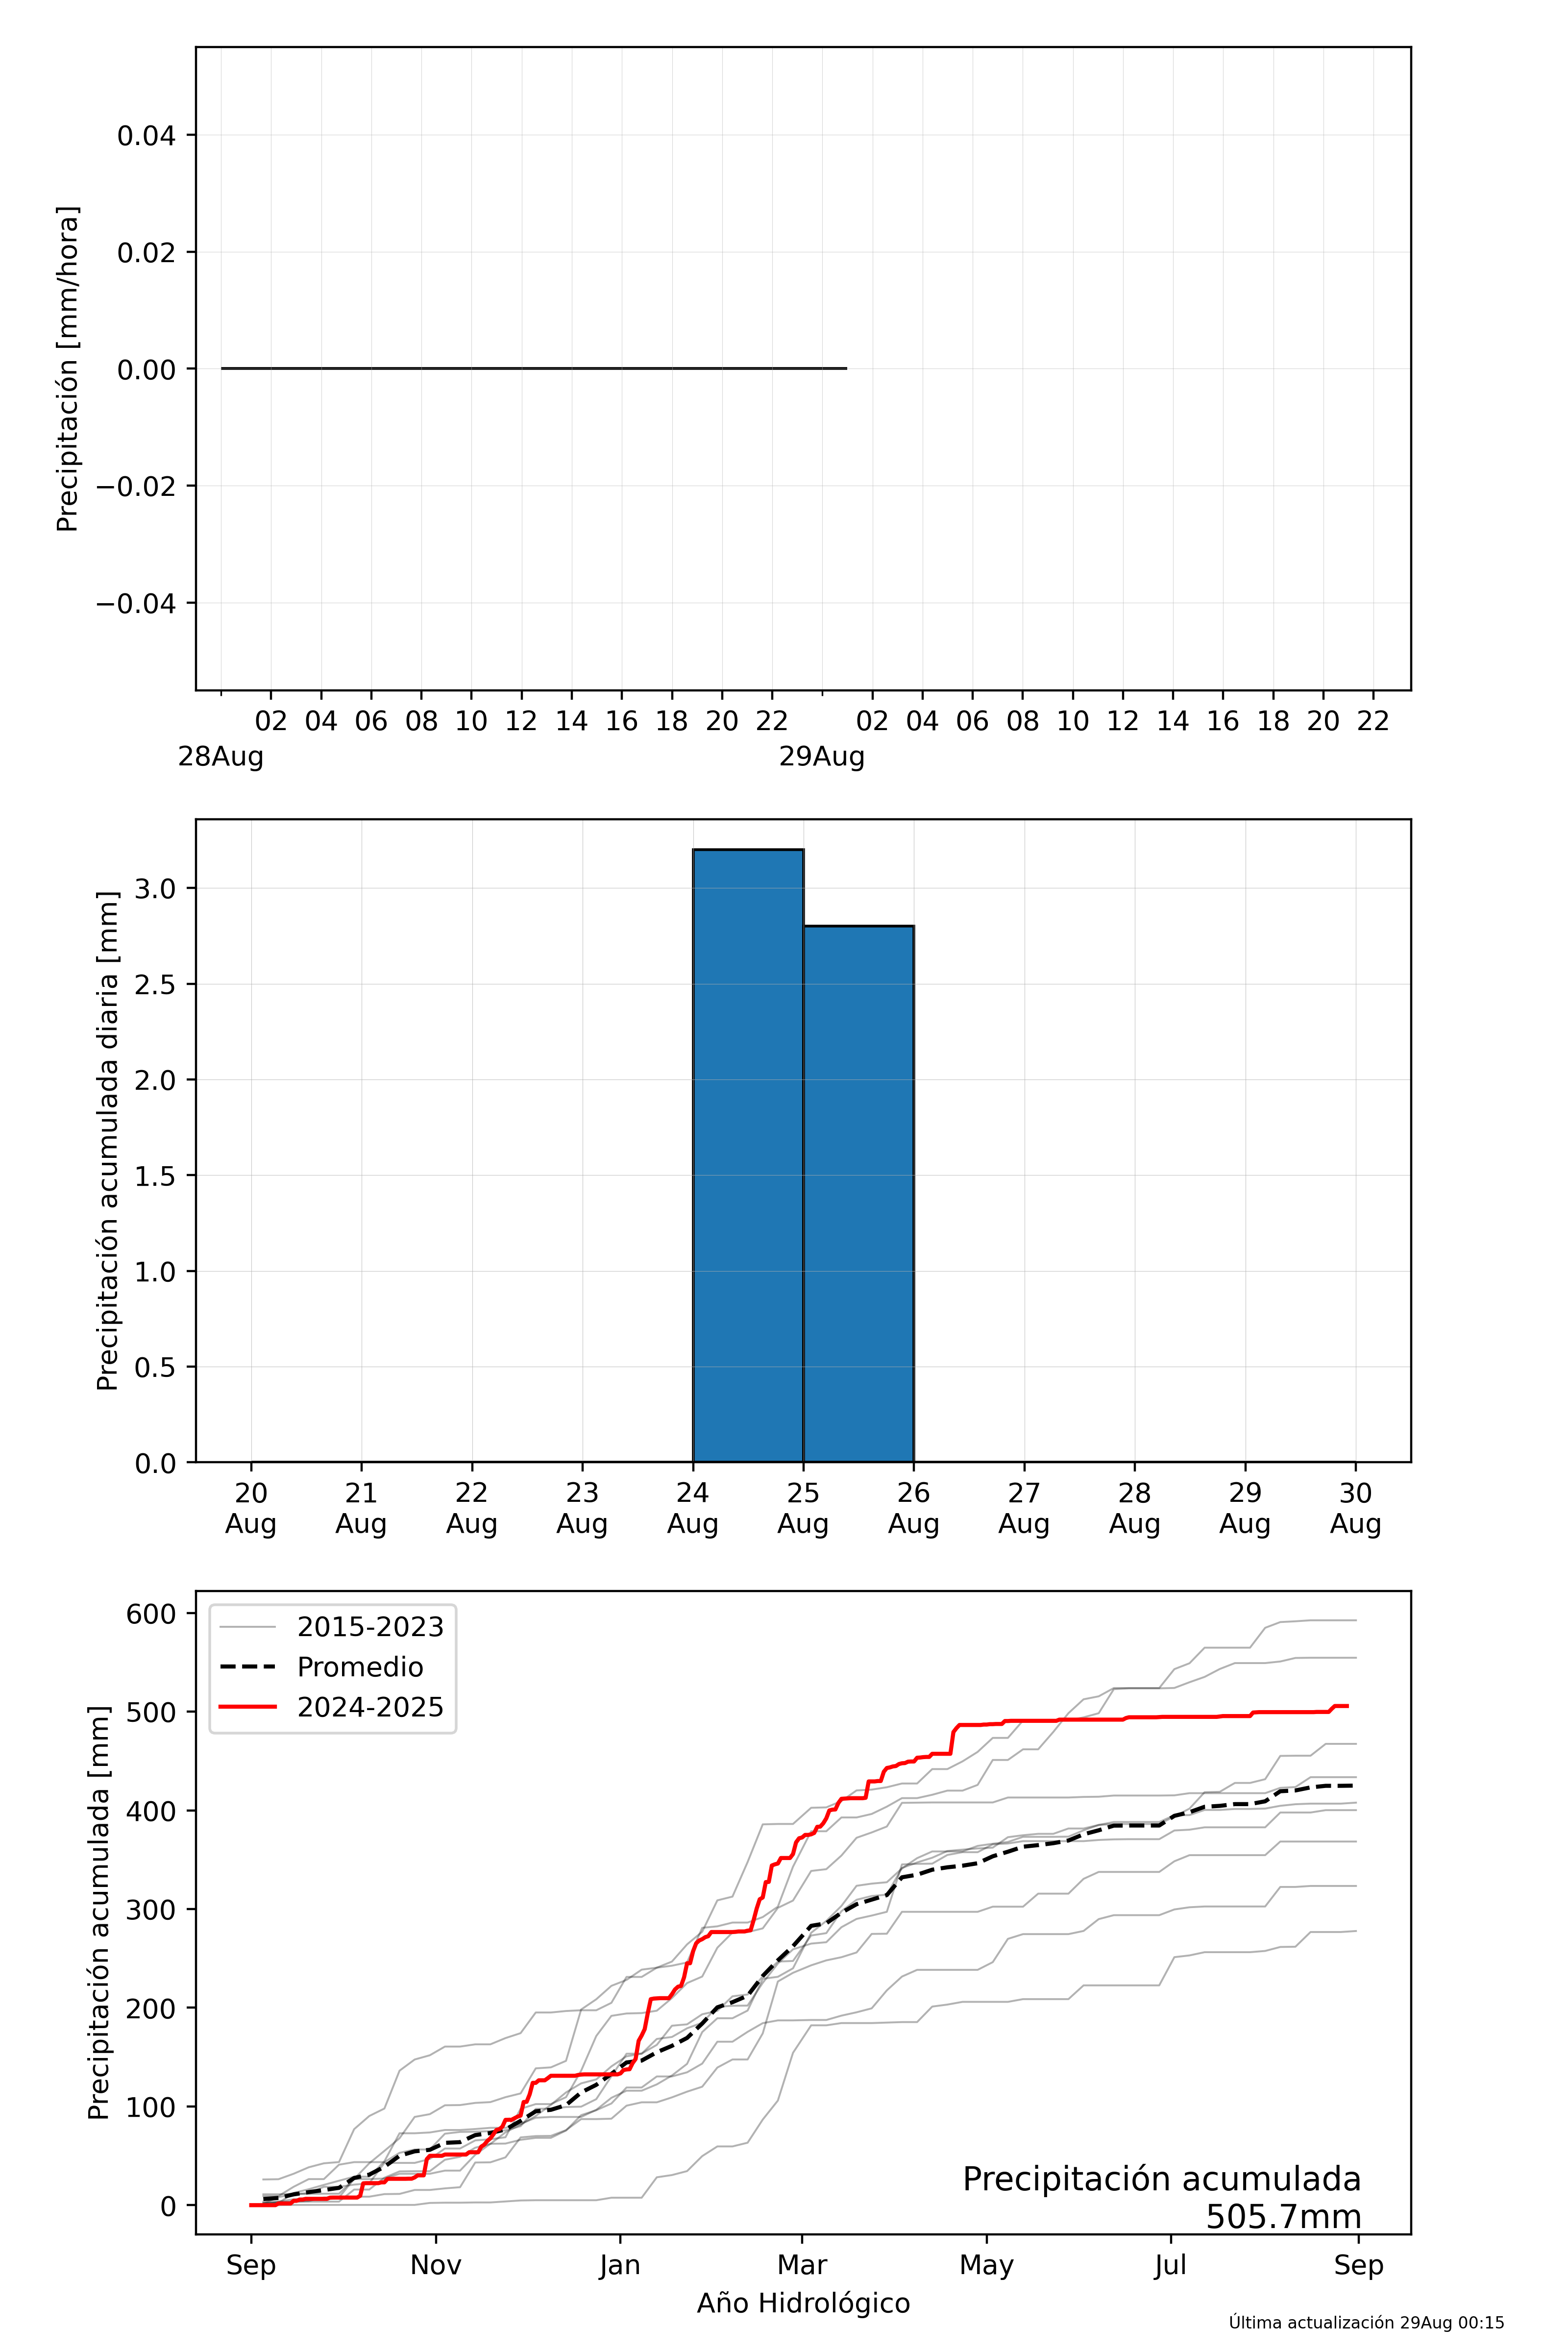 Precipitación [mm/hora]
0.04
0.02
0.00
−0.02
−0.04
02 04 06 08 10 12 14 16 18 20 22 02 04 06 08 10 12 14 16 18 20 22
28Aug 29Aug
Precipitación acumulada diaria [mm]
3.0
2.5
2.0
1.5
1.0
0.5
0.0
20 21 22 23 24 25 26 27 28 29 30
Aug Aug Aug Aug Aug Aug Aug Aug Aug Aug Aug
Precipitación acumulada [mm]
600
500
400
300
200
100
0
2015-2023
Promedio
2024-2025
Precipitación acumulada
505.7mm
Sep Nov Jan Mar May Jul Sep
Año Hidrológico
Última actualización 29Aug 00:15